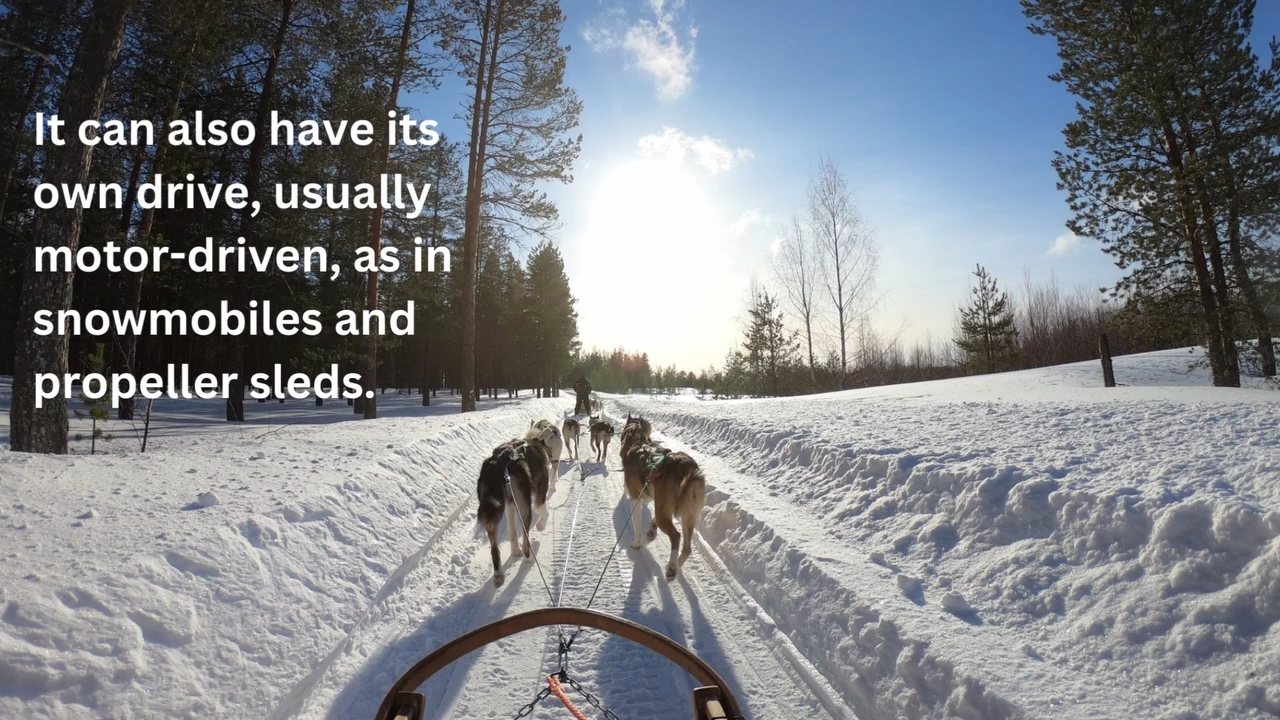 It can also have its
own drive, usually
motor-driven, as in
snowmobiles and
propeller sleds.